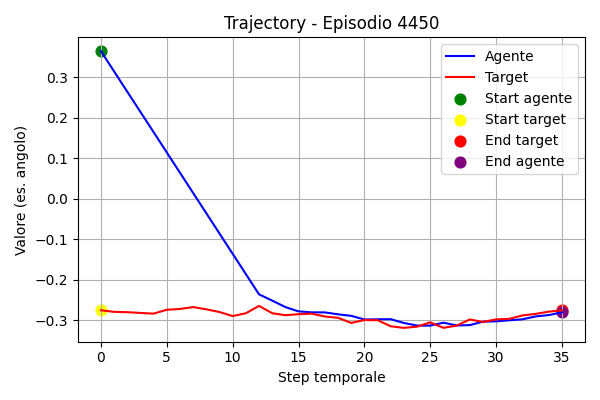 Trajectory - Episodio 4450
Agente
Target
Start agente
Start target
End target
End agente
Valore (es. angolo)
0.3
0.2
0.1
0.0
−0.1
−0.2
−0.3
0 5 10 15 20 25 30 35
Step temporale